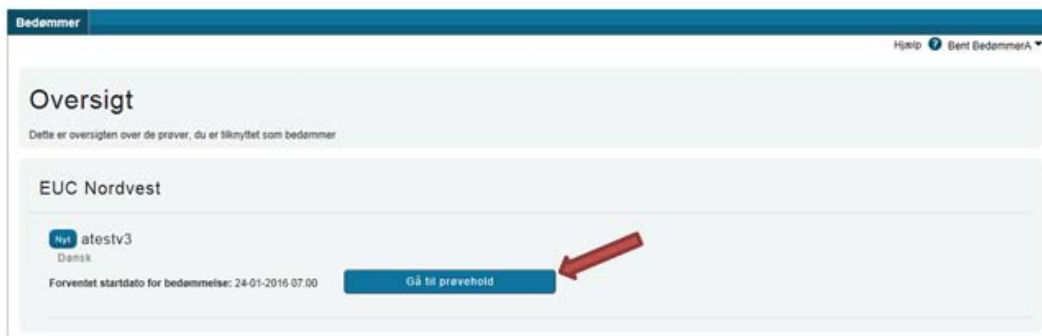 Bedømmer
Hjælp ? Bent BedømmerA
Oversigt
Dette er oversigten over de prøver, du er tilknyttet som bedømmer
EUC Nordvest
Nyt atestv3
Dansk
Forventet startdato for bedømmelse: 24-01-2016 07:00 Gå til prøvehold